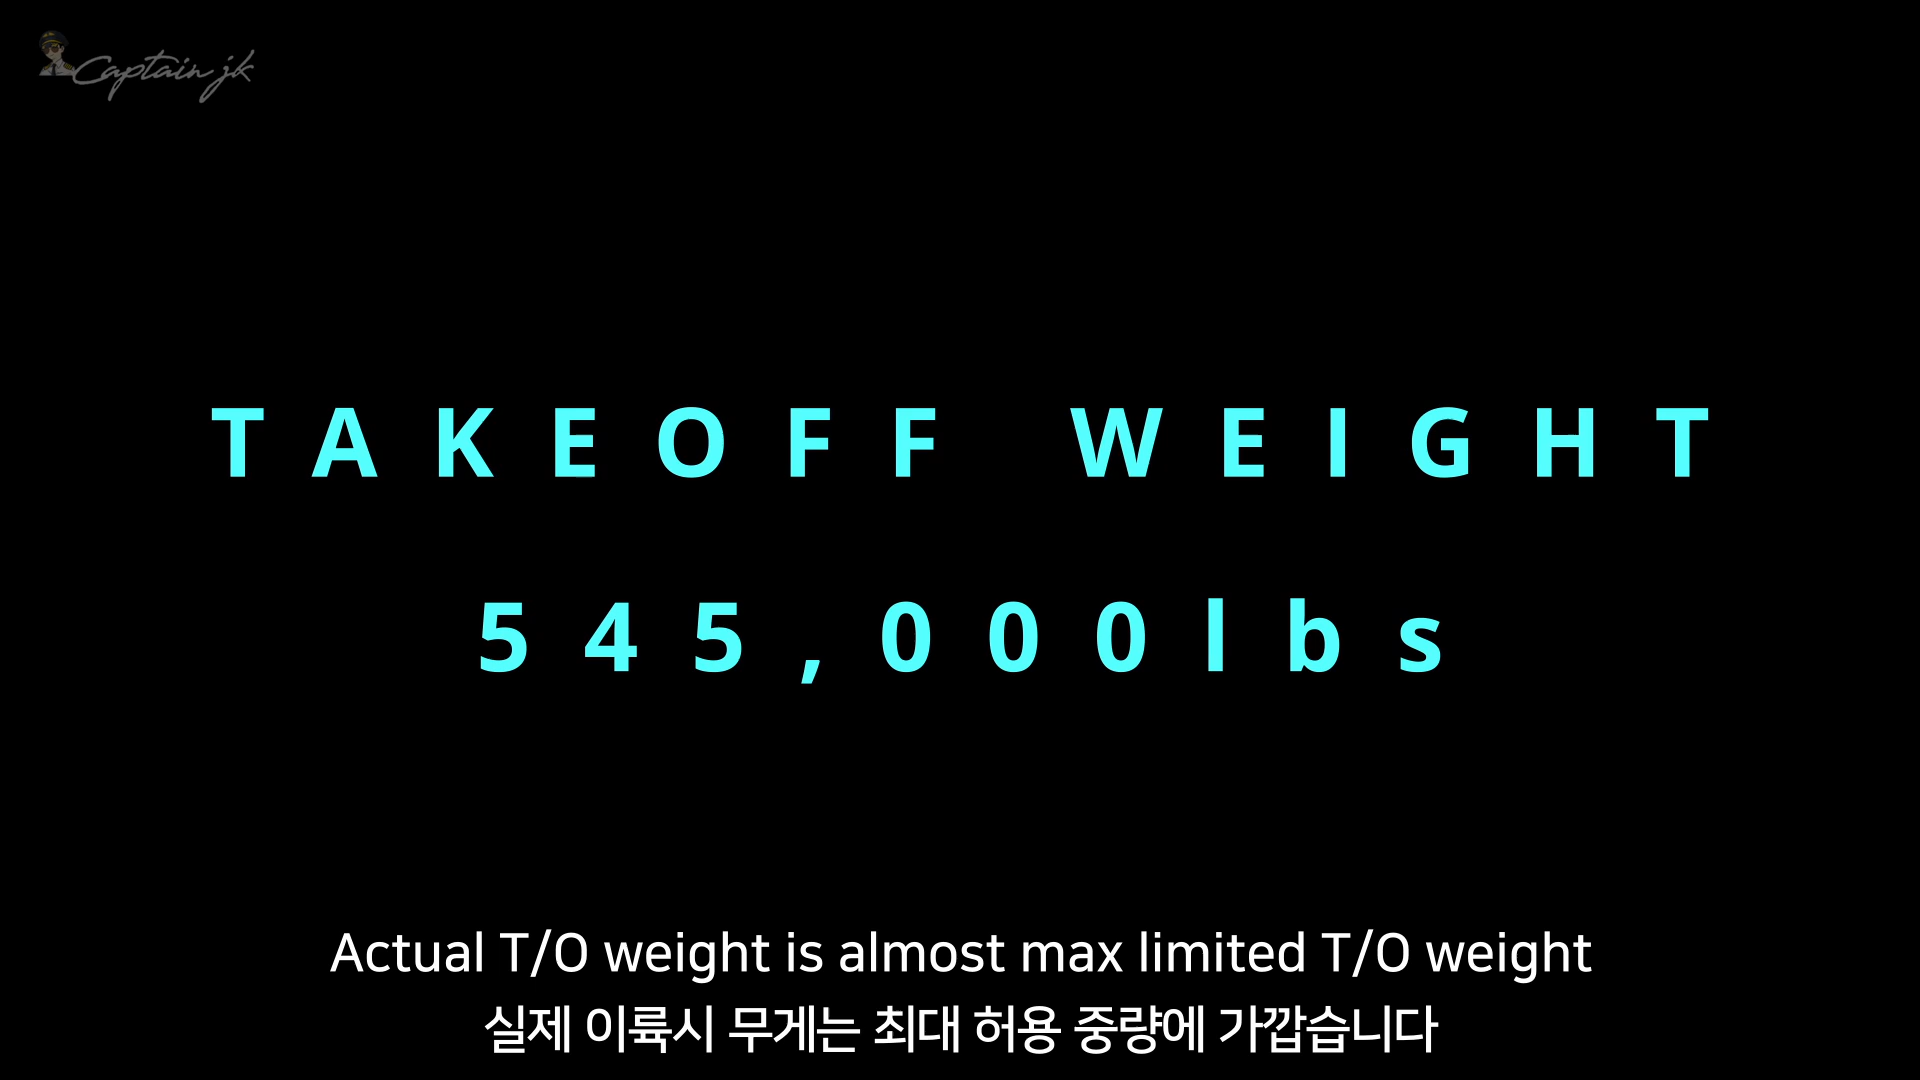 Captain jk
TAKEOFF WEIGHT
545,000lbs
Actual T/O weight is almost max limited T/O weight
실제 이륙시 무게는 최대 허용 중량에 가깝습니다